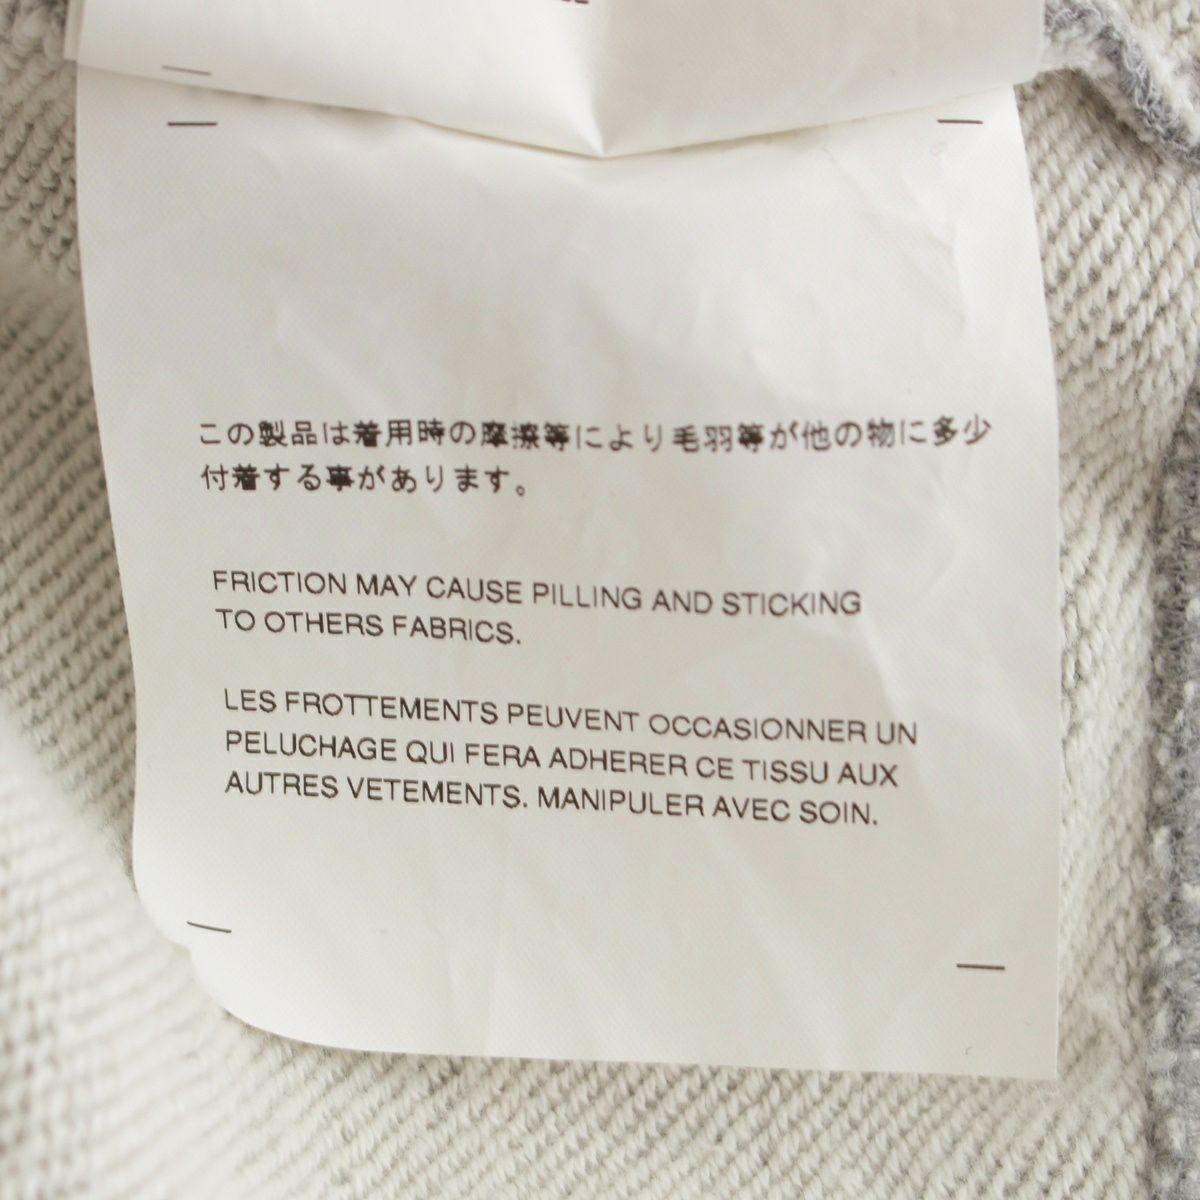 この製品は着用時の摩擦等により毛羽等が他の物に多少
付着する事があります。
FRICTION MAY CAUSE PILLING AND STICKING
TO OTHERS FABRICS.
LES FROTTEMENTS PEUVENT OCCASIONNER UN
PELUCHAGE QUI FERA ADHERER CE TISSU AUX
AUTRES VETEMENTS. MANIPULER AVEC SOIN.